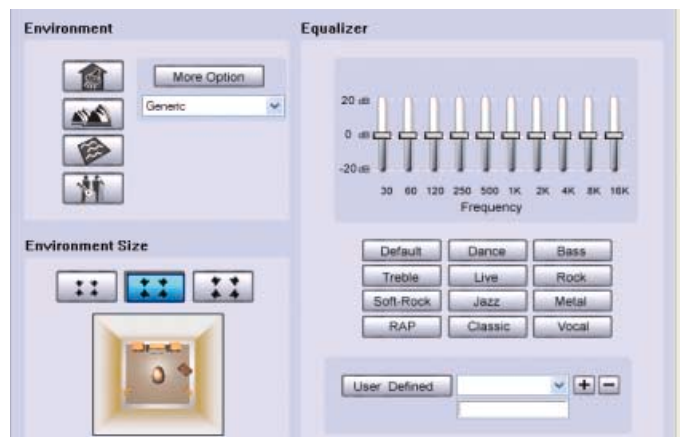 Environment
More Option
Generic
Environment Size
Equalizer
20 dB
0 dB
-20 dB
30 60 120 250 500 1K 2K 4K 8K 16K
Frequency
Default Dance Bass
Treble Live Rock
Soft-Rock Jazz Metal
RAP Classic Vocal
User Defined